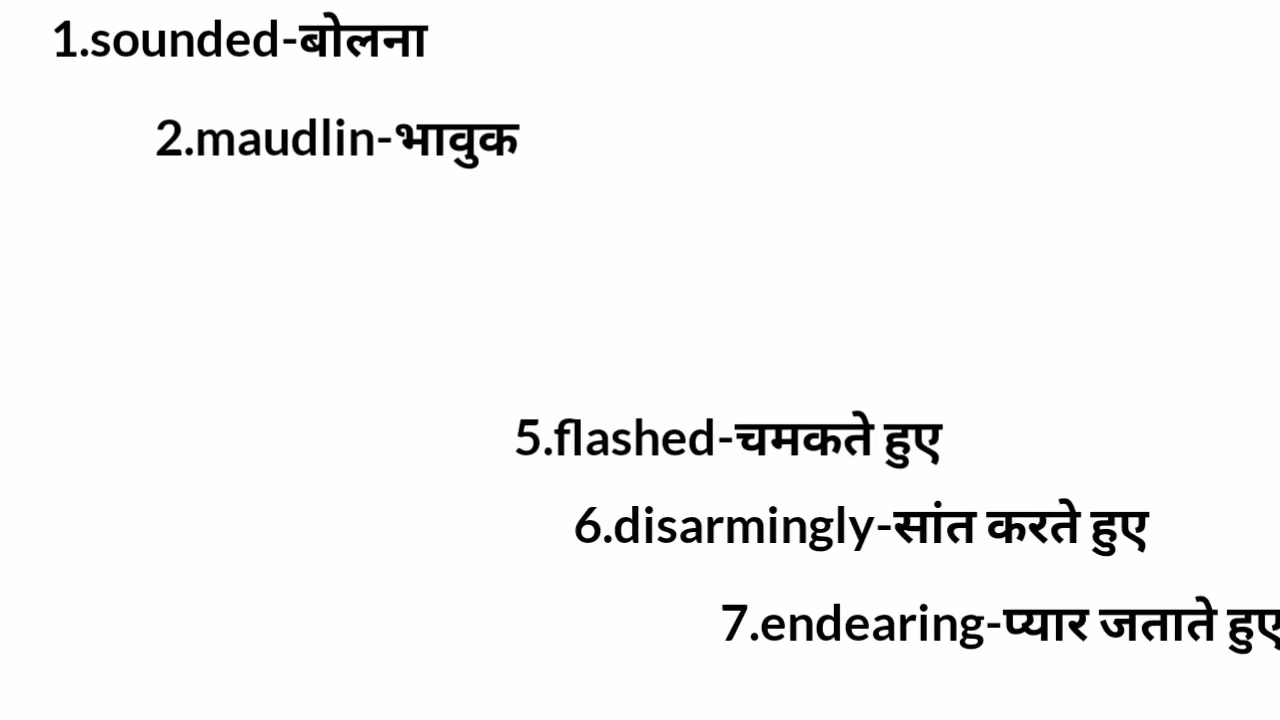 1.sounded-बोलना
2.maudlin-भावुक
5.flashed-चमकते हुए
6.disarmingly-सांत करते हुए
7.endearing-प्यार जताते हुए